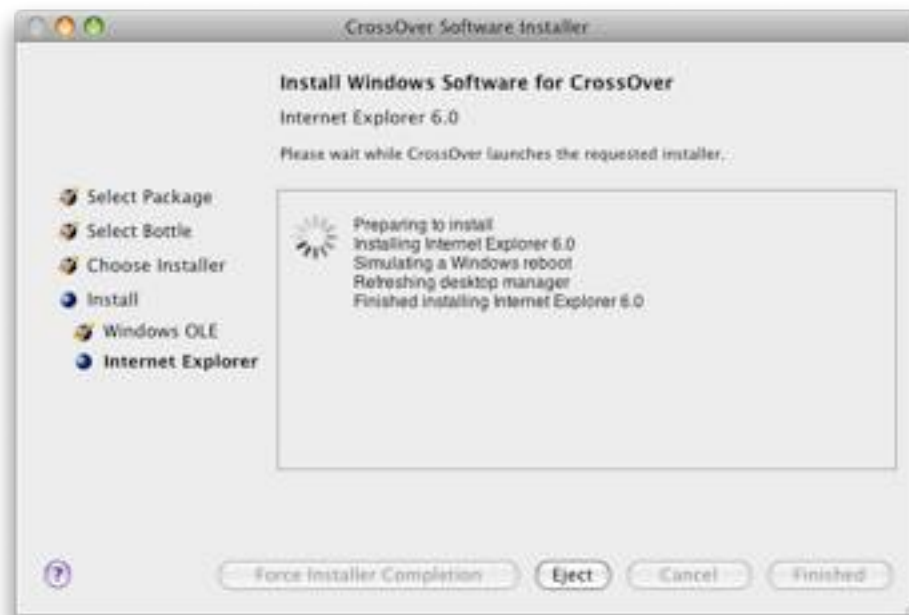 CrossOver Software Installer
Install Windows Software for CrossOver
Internet Explorer 6.0
Please wait while CrossOver launches the requested installer.
Select Package
Select Bottle
Choose Installer
Install
Windows OLE
Internet Explorer
Preparing to install
Installing Internet Explorer 6.0
Simulating a Windows reboot
Refreshing desktop manager
Finished installing Internet Explorer 6.0
?
Force Installer Completion
Eject
Cancel
Finished